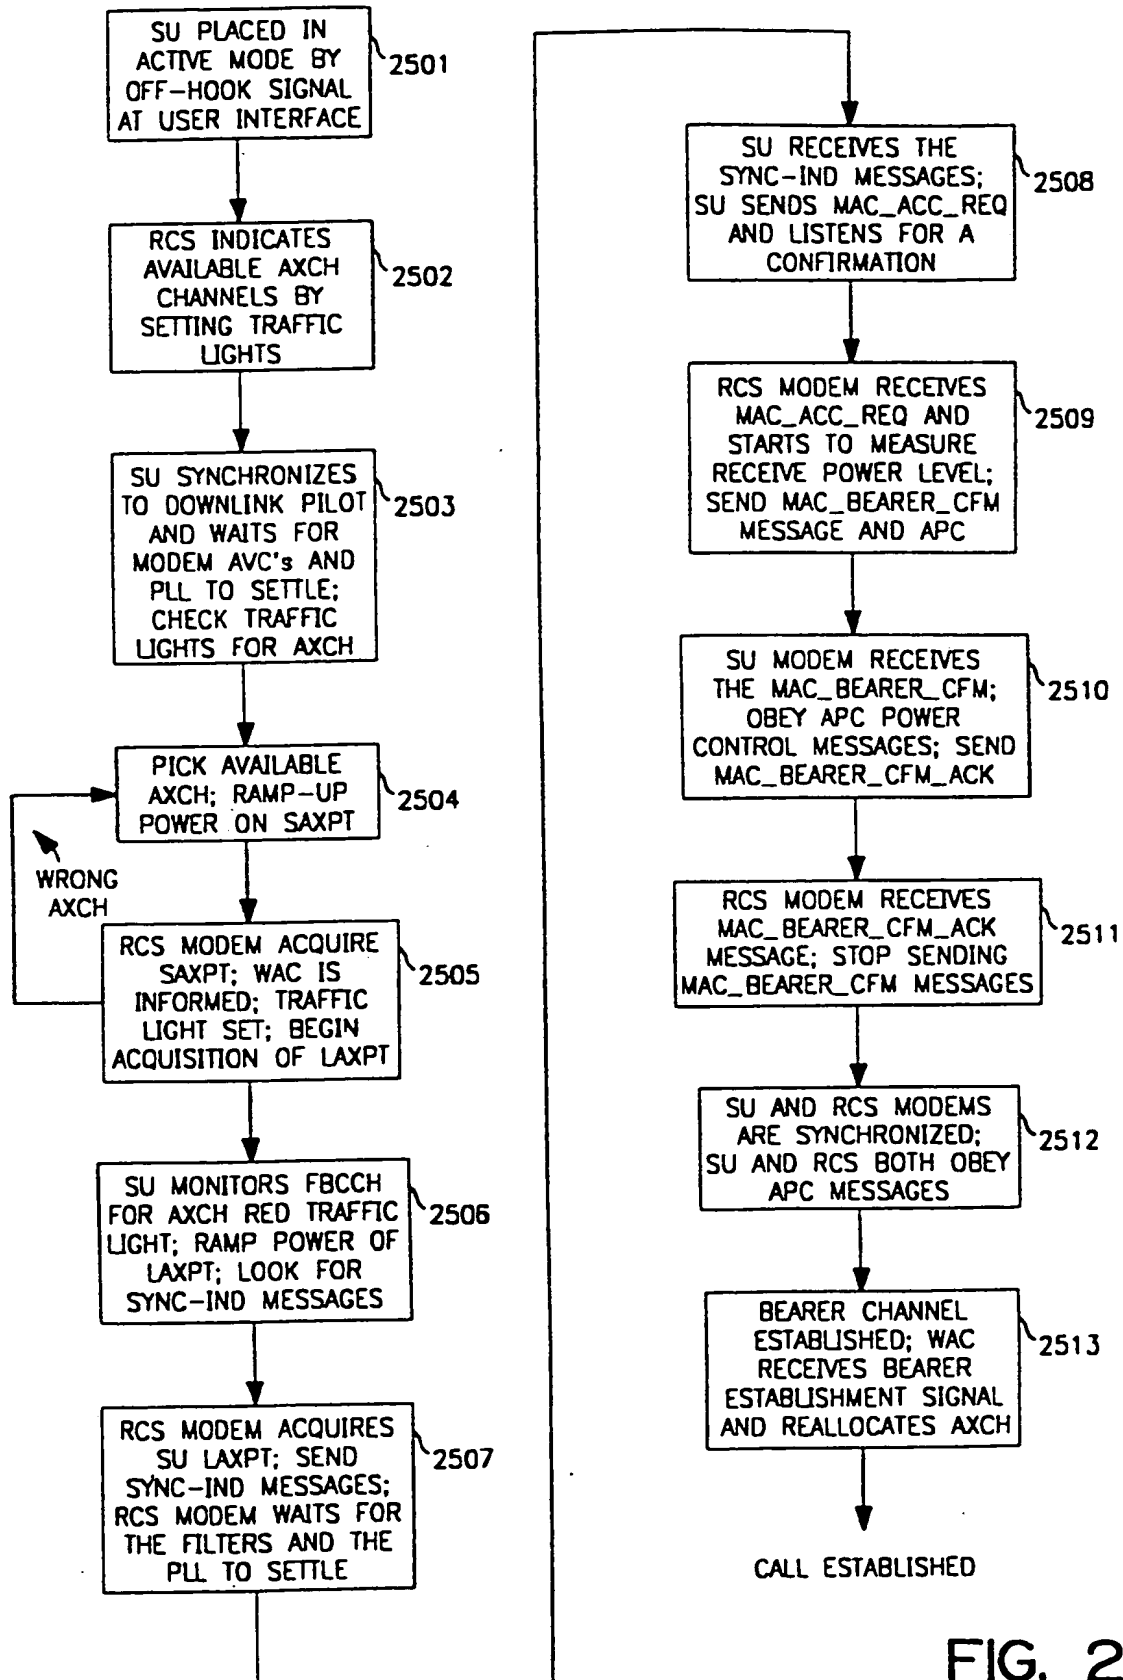 SU PLACED IN
ACTIVE MODE BY
OFF-HOOK SIGNAL
AT USER INTERFACE
2501
RCS INDICATES
AVAILABLE AXCH
CHANNELS BY
SETTING TRAFFIC
LIGHTS
2502
SU SYNCHRONIZES
TO DOWNLINK PILOT
AND WAITS FOR
MODEM AVC's AND
PLL TO SETTLE;
CHECK TRAFFIC
LIGHTS FOR AXCH
2503
PICK AVAILABLE
AXCH; RAMP-UP
POWER ON SAXPT
2504
WRONG
AXCH
RCS MODEM ACQUIRE
SAXPT; WAC IS
INFORMED; TRAFFIC
LIGHT SET; BEGIN
ACQUISITION OF LAXPT
2505
SU MONITORS FBCCH
FOR AXCH RED TRAFFIC
LIGHT; RAMP POWER OF
LAXPT; LOOK FOR
SYNC-IND MESSAGES
2506
RCS MODEM ACQUIRES
SU LAXPT; SEND
SYNC-IND MESSAGES;
RCS MODEM WAITS FOR
THE FILTERS AND THE
PLL TO SETTLE
2507
SU RECEIVES THE
SYNC-IND MESSAGES;
SU SENDS MAC_ACC_REQ
AND LISTENS FOR A
CONFIRMATION
2508
RCS MODEM RECEIVES
MAC_ACC_REQ AND
STARTS TO MEASURE
RECEIVE POWER LEVEL;
SEND MAC_BEARER_CFM
MESSAGE AND APC
2509
SU MODEM RECEIVES
THE MAC_BEARER_CFM;
OBEY APC POWER
CONTROL MESSAGES; SEND
MAC_BEARER_CFM_ACK
2510
RCS MODEM RECEIVES
MAC_BEARER_CFM_ACK
MESSAGE; STOP SENDING
MAC_BEARER_CFM MESSAGES
2511
SU AND RCS MODEMS
ARE SYNCHRONIZED;
SU AND RCS BOTH OBEY
APC MESSAGES
2512
BEARER CHANNEL
ESTABLISHED; WAC
RECEIVES BEARER
ESTABLISHMENT SIGNAL
AND REALLOCATES AXCH
2513
CALL ESTABLISHED
FIG. 2